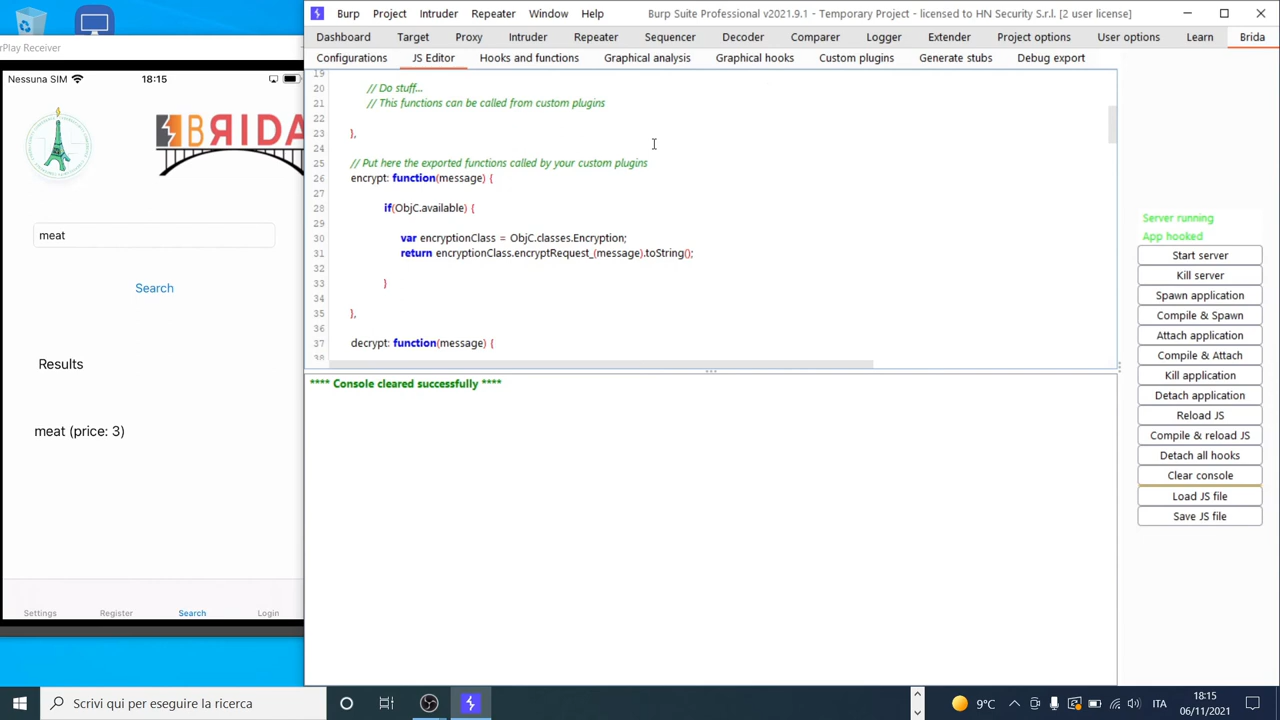 Burp Project Intruder Repeater Window Help Burp Suite Professional v2021.9.1 - Temporary Project - licensed to HN Security S.r.l. [2 user license]
Dashboard Target Proxy Intruder Repeater Sequencer Decoder Comparer Logger Extender Project options User options Learn Brida
Configurations JS Editor Hooks and functions Graphical analysis Graphical hooks Custom plugins Generate stubs Debug export
rPlay Receiver
Nessuna SIM 18:15
BRIDA
meat
Search
Results
meat (price: 3)
Settings Register Search Login
19
20 // Do stuff...
21 // This functions can be called from custom plugins
22
23 },
24
25 // Put here the exported functions called by your custom plugins
26 encrypt: function(message) {
27
28 if(ObjC.available) {
29
30 var encryptionClass = ObjC.classes.Encryption;
31 return encryptionClass.encryptRequest_(message).toString();
32
33 }
34
35 },
36
37 decrypt: function(message) {
38
**** Console cleared successfully ****
Server running
App hooked
Start server
Kill server
Spawn application
Compile & Spawn
Attach application
Compile & Attach
Kill application
Detach application
Reload JS
Compile & reload JS
Detach all hooks
Clear console
Load JS file
Save JS file
Scrivi qui per eseguire la ricerca
9°C ITA 18:15
06/11/2021